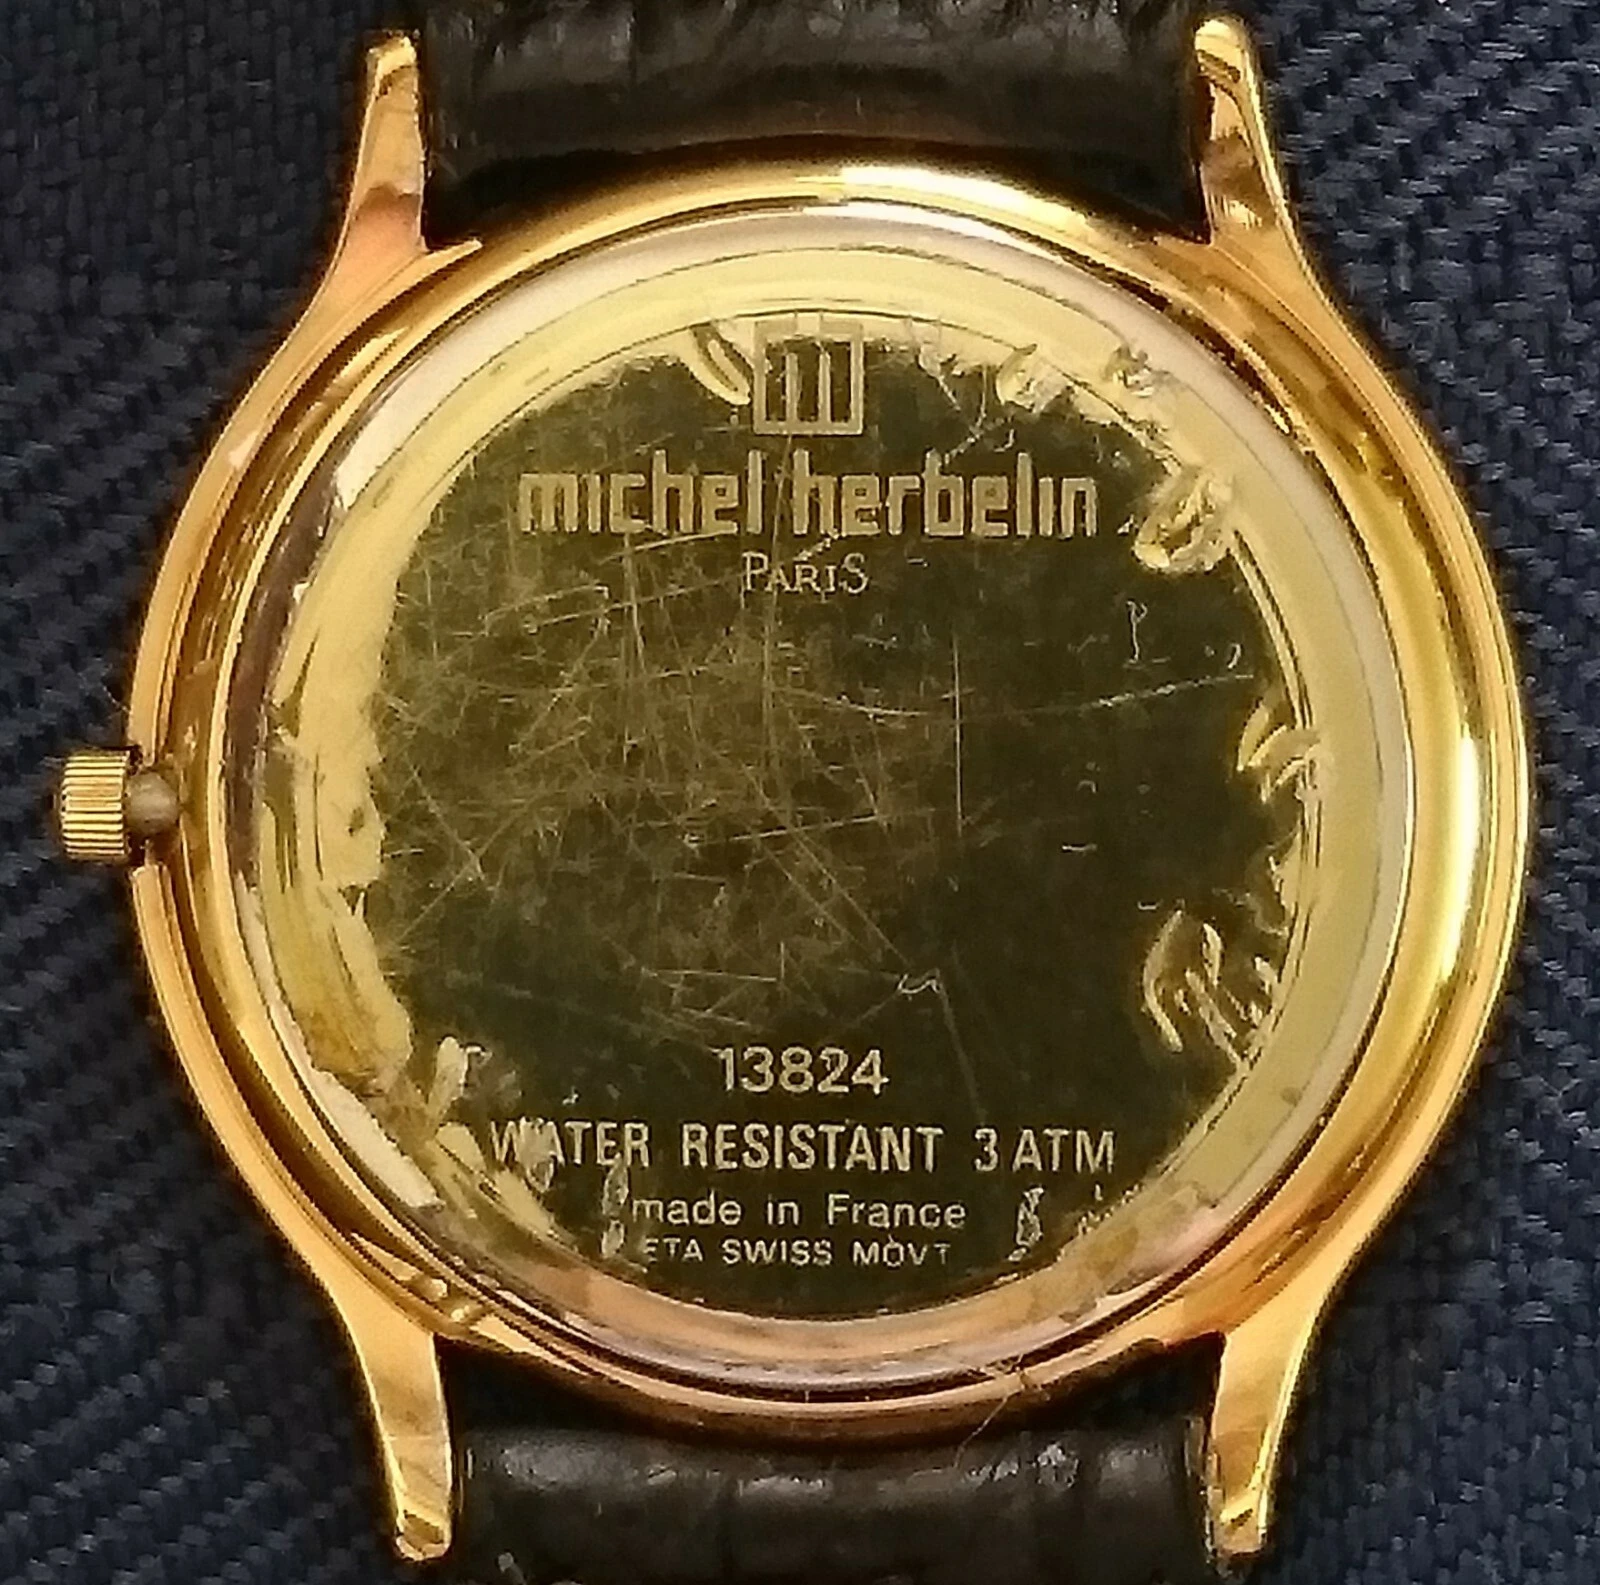 michel herbelin
PARIS
13824
WATER RESISTANT 3 ATM
made in France
ETA SWISS MOVT